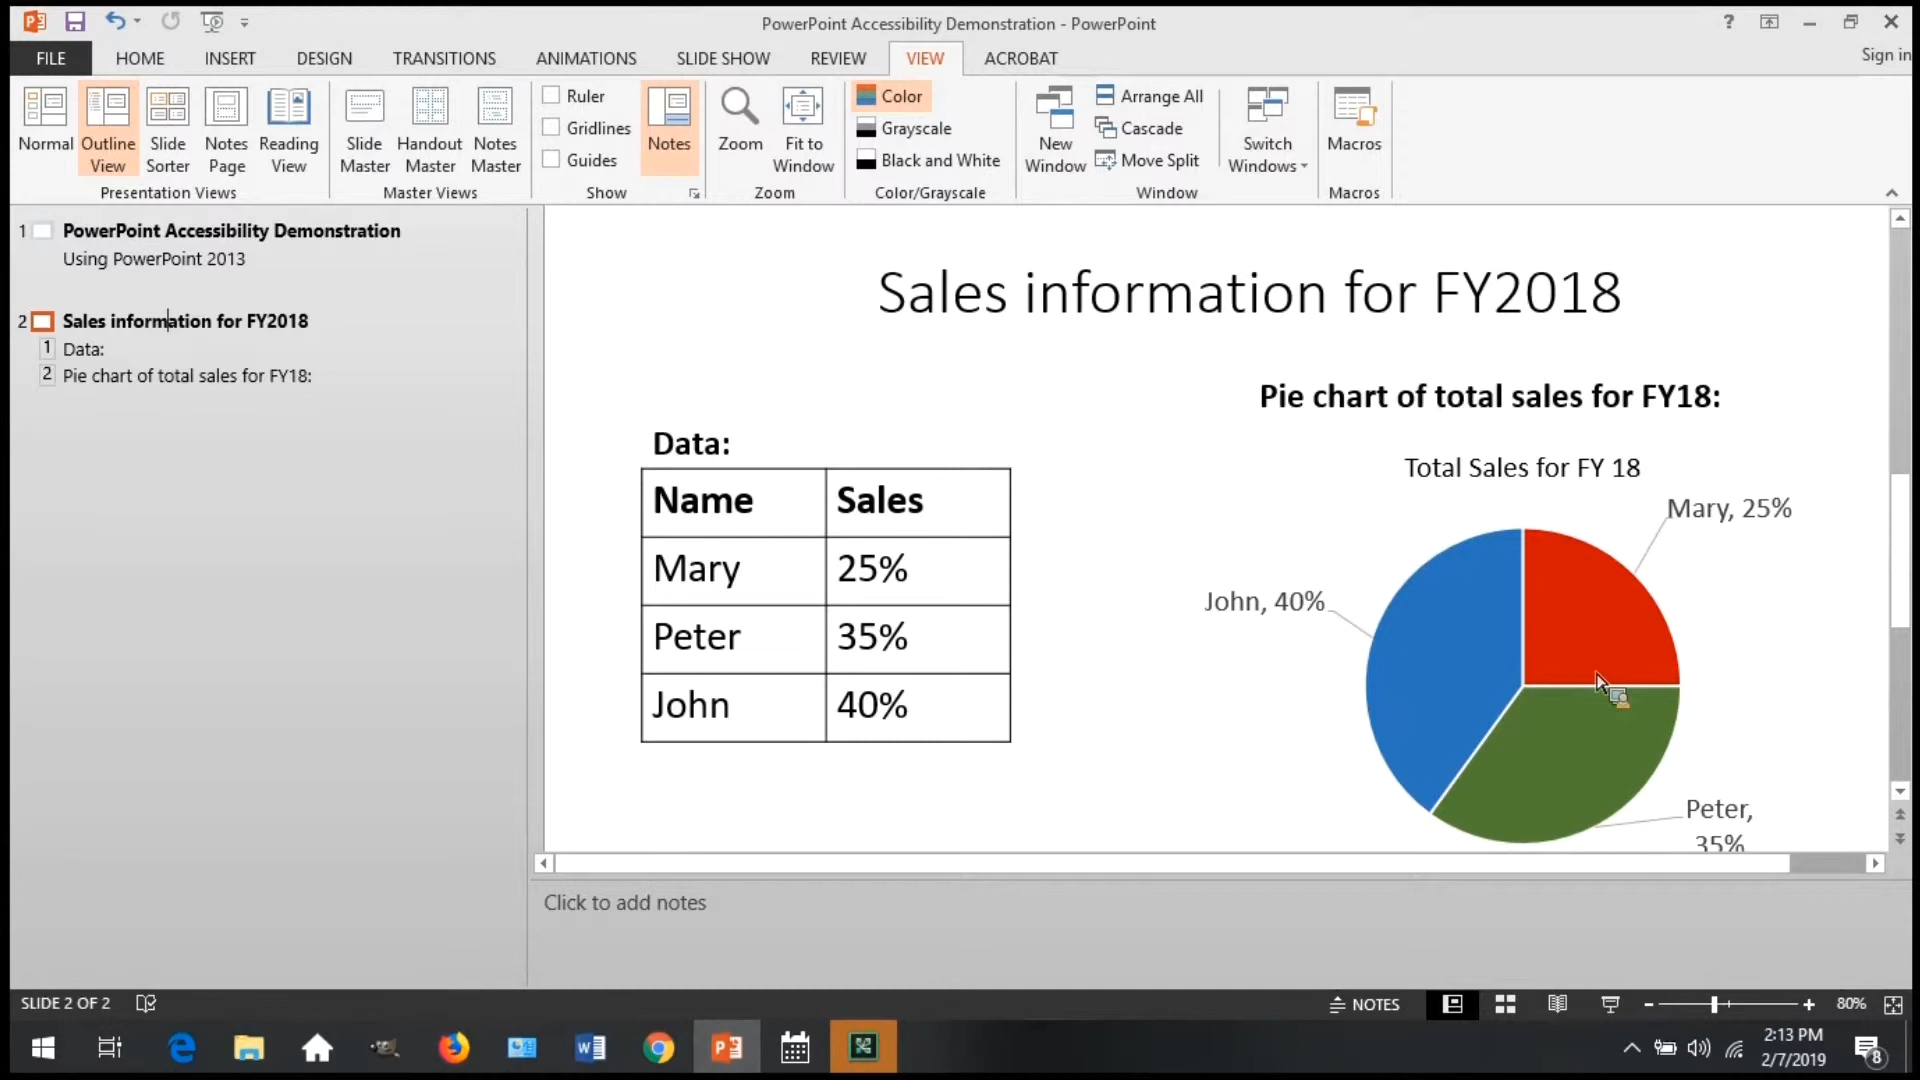 PowerPoint Accessibility Demonstration - PowerPoint
?
FILE HOME INSERT DESIGN TRANSITIONS ANIMATIONS SLIDE SHOW REVIEW VIEW ACROBAT Sign in
Normal
Outline View
Slide Sorter
Notes Page
Reading View
Presentation Views
Slide Master
Handout Master
Notes Master
Master Views
Ruler
Gridlines
Guides
Show
Notes
Zoom
Fit to Window
Zoom
Color
Grayscale
Black and White
Color/Grayscale
New Window
Arrange All
Cascade
Move Split
Switch Windows
Window
Macros
Macros
1 PowerPoint Accessibility Demonstration
Using PowerPoint 2013
2 Sales information for FY2018
1 Data:
2 Pie chart of total sales for FY18:
Sales information for FY2018
Data:
Name Sales
Mary 25%
Peter 35%
John 40%
Pie chart of total sales for FY18:
Total Sales for FY 18
Mary, 25%
John, 40%
Peter,
35%
Click to add notes
SLIDE 2 OF 2
NOTES
80%
2:13 PM
2/7/2019
8